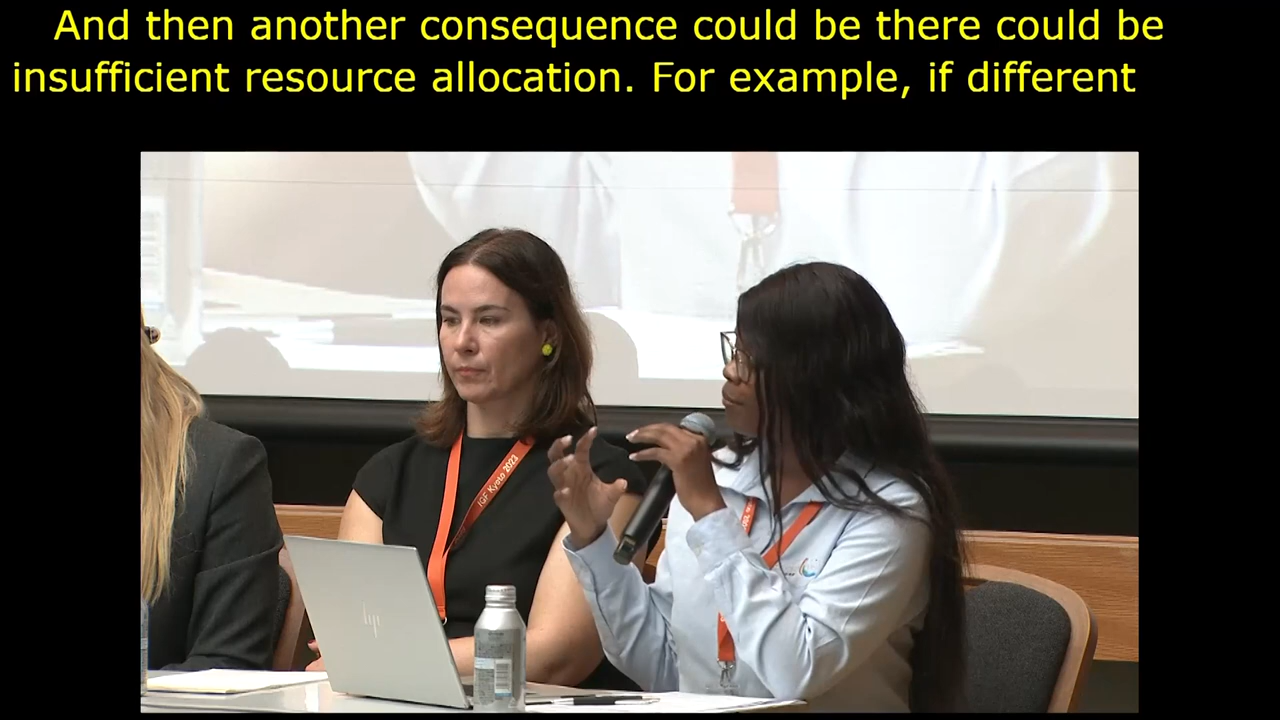 And then another consequence could be there could be
insufficient resource allocation. For example, if different
IGF Kyoto 2023
hp